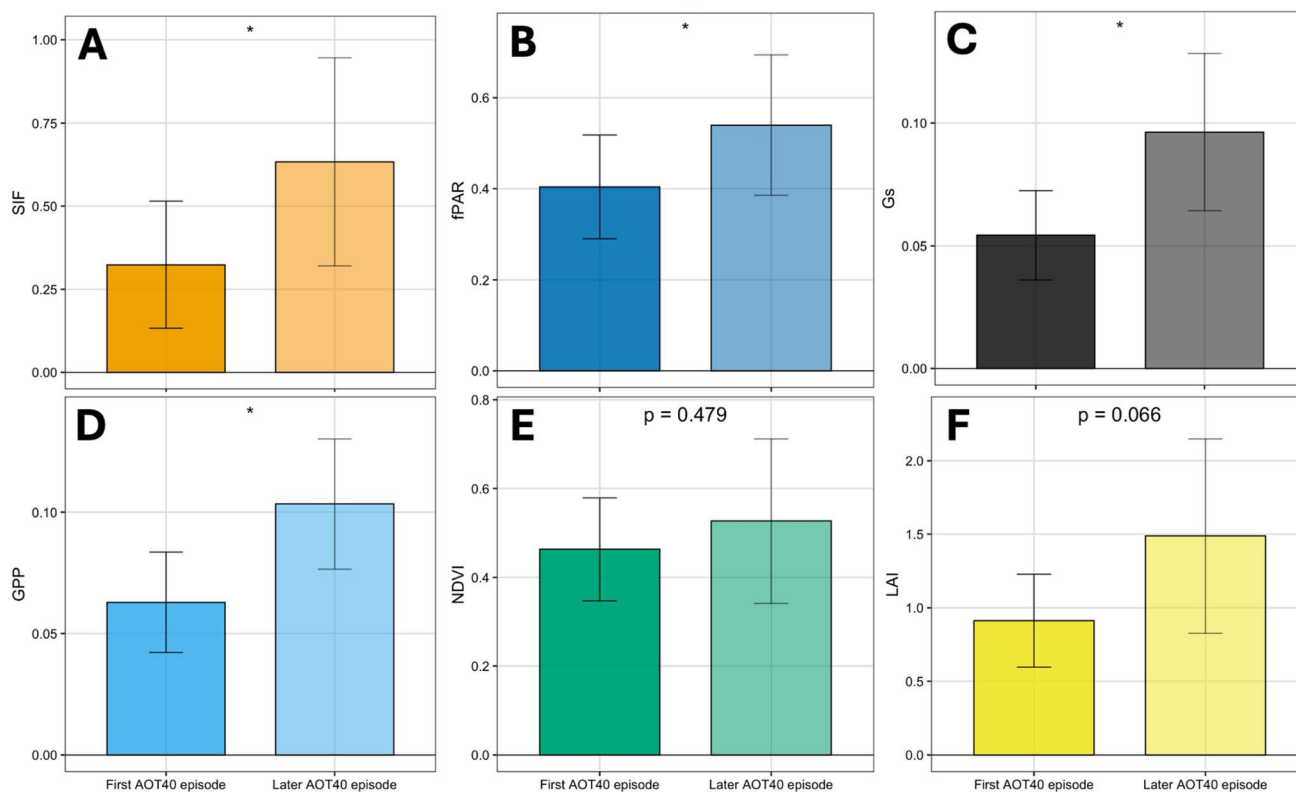 A
*
SIF
1.00
0.75
0.50
0.25
0.00
B
*
fPAR
0.6
0.4
0.2
0.0
C
*
Gs
0.10
0.05
0.00
D
*
GPP
0.10
0.05
0.00
First AOT40 episode
Later AOT40 episode
E
p = 0.479
NDVI
0.8
0.6
0.4
0.2
0.0
First AOT40 episode
Later AOT40 episode
F
p = 0.066
LAI
2.0
1.5
1.0
0.5
0.0
First AOT40 episode
Later AOT40 episode